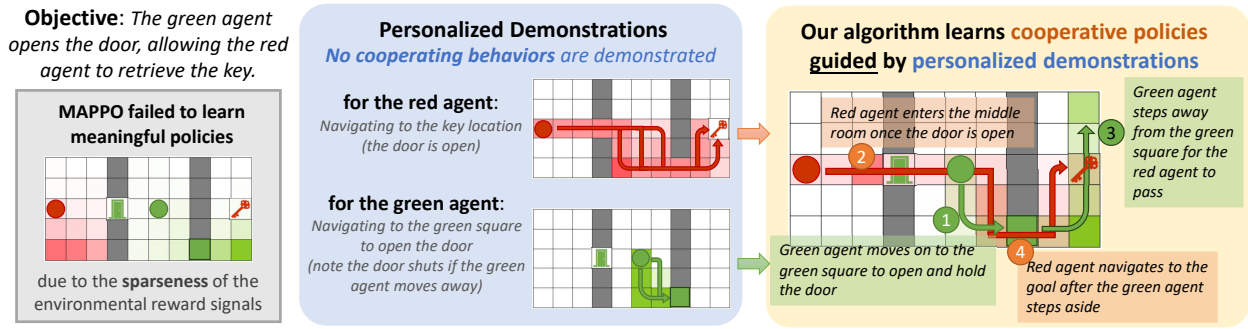 Objective: The green agent
opens the door, allowing the red
agent to retrieve the key.
MAPPO failed to learn
meaningful policies
due to the sparseness of the
environmental reward signals
Personalized Demonstrations
No cooperating behaviors are demonstrated
for the red agent:
Navigating to the key location
(the door is open)
for the green agent:
Navigating to the green square
to open the door
(note the door shuts if the green
agent moves away)
Our algorithm learns cooperative policies
guided by personalized demonstrations
Red agent enters the middle
room once the door is open
2
1
3
4
Green agent
steps away
from the green
square for the
red agent to
pass
Green agent moves on to the
green square to open and hold
the door
Red agent navigates to the
goal after the green agent
steps aside